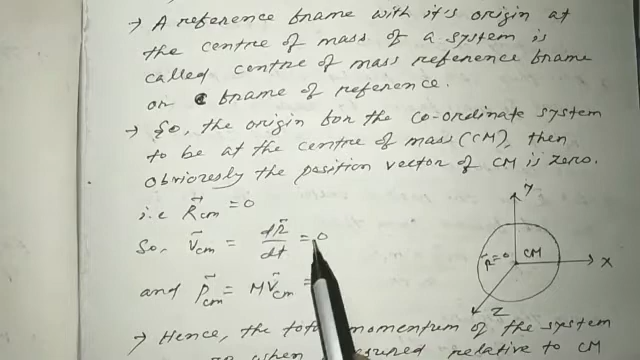 → A reference frame with it's origin at
the centre of mass of a system is
called centre of mass reference frame
or C frame of reference.
→ So, the origin for the co-ordinate system
to be at the centre of mass (CM), then
obviously the position vector of CM is zero.
i.e R⃗cm = 0
So, v⃗cm = dR⃗/dt = 0
and P⃗cm = M v⃗cm =
Y
R⃗=0 CM
X
Z
→ Hence, the momentum of the system
when relative to CM